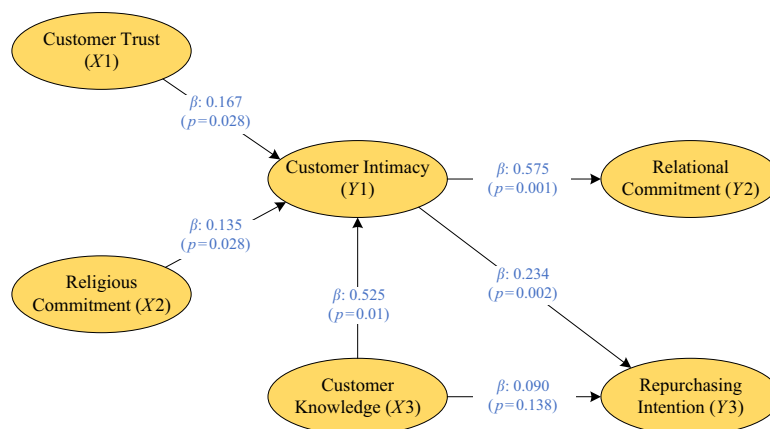 Customer Trust
(X1)
β: 0.167
(p=0.028)
Customer Intimacy
(Y1)
β: 0.575
(p=0.001)
Relational
Commitment (Y2)
β: 0.135
(p=0.028)
Religious
Commitment (X2)
β: 0.234
(p=0.002)
β: 0.525
(p=0.01)
Customer
Knowledge (X3)
β: 0.090
(p=0.138)
Repurchasing
Intention (Y3)